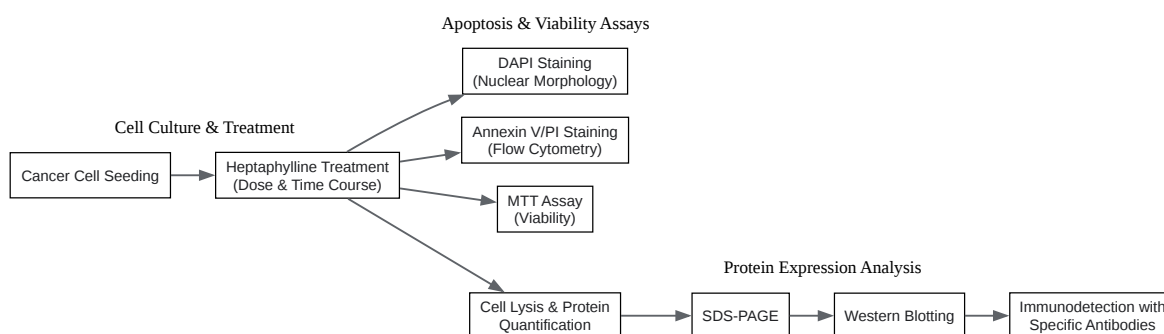 Apoptosis & Viability Assays
DAPI Staining
(Nuclear Morphology)
Annexin V/PI Staining
(Flow Cytometry)
MTT Assay
(Viability)
Cell Culture & Treatment
Cancer Cell Seeding
Heptaphylline Treatment
(Dose & Time Course)
Protein Expression Analysis
Cell Lysis & Protein
Quantification
SDS-PAGE
Western Blotting
Immunodetection with
Specific Antibodies